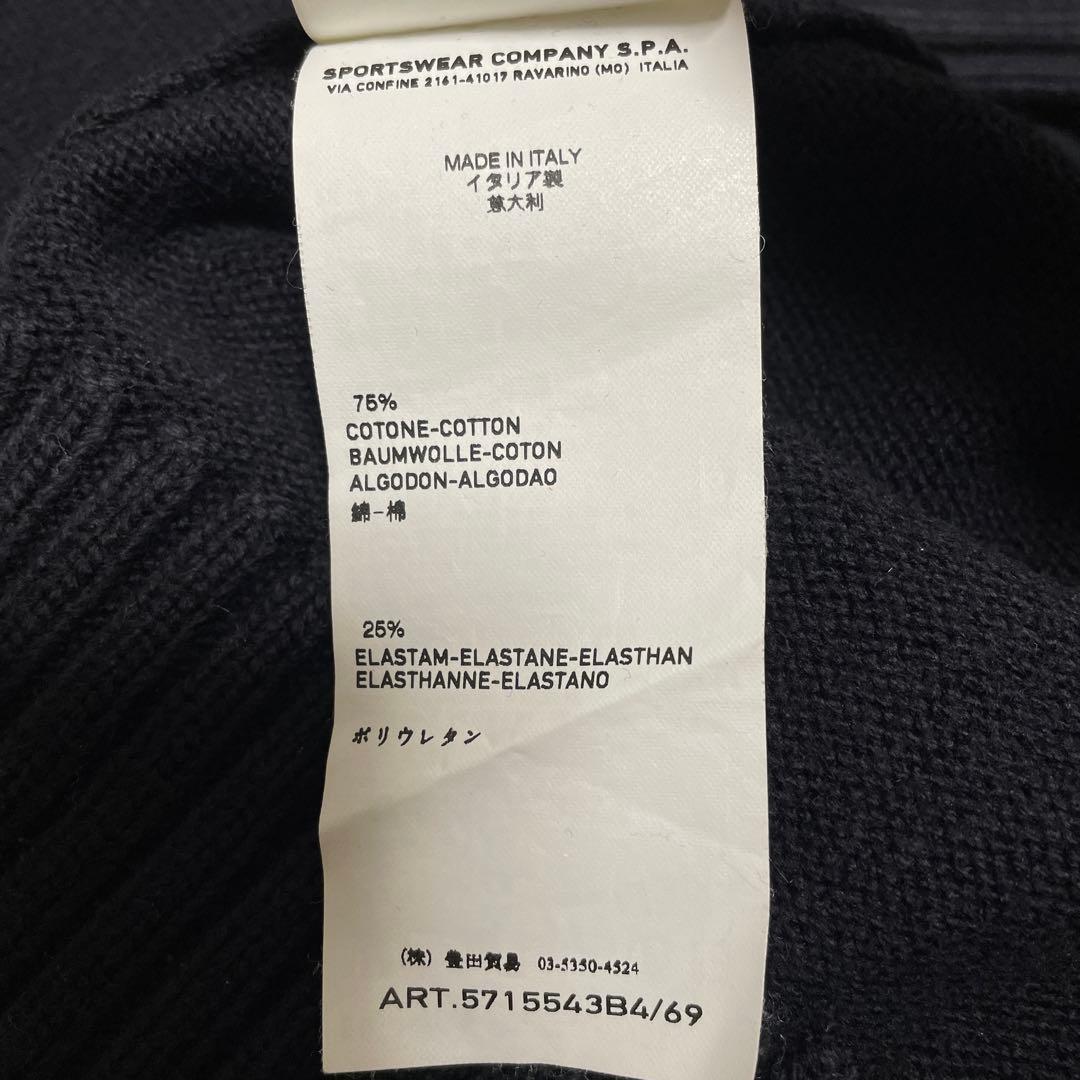 SPORTSWEAR COMPANY S.P.A.
VIA CONFINE 2161-41017 RAVARINO (MO) ITALIA
MADE IN ITALY
イタリア製
意大利
75%
COTONE-COTTON
BAUMWOLLE-COTON
ALGODON-ALGODAO
綿-棉
25%
ELASTAM-ELASTANE-ELASTHAN
ELASTHANNE-ELASTANO
ポリウレタン
(株) 豊田貿易 03-5350-4524
ART.5715543B4/69